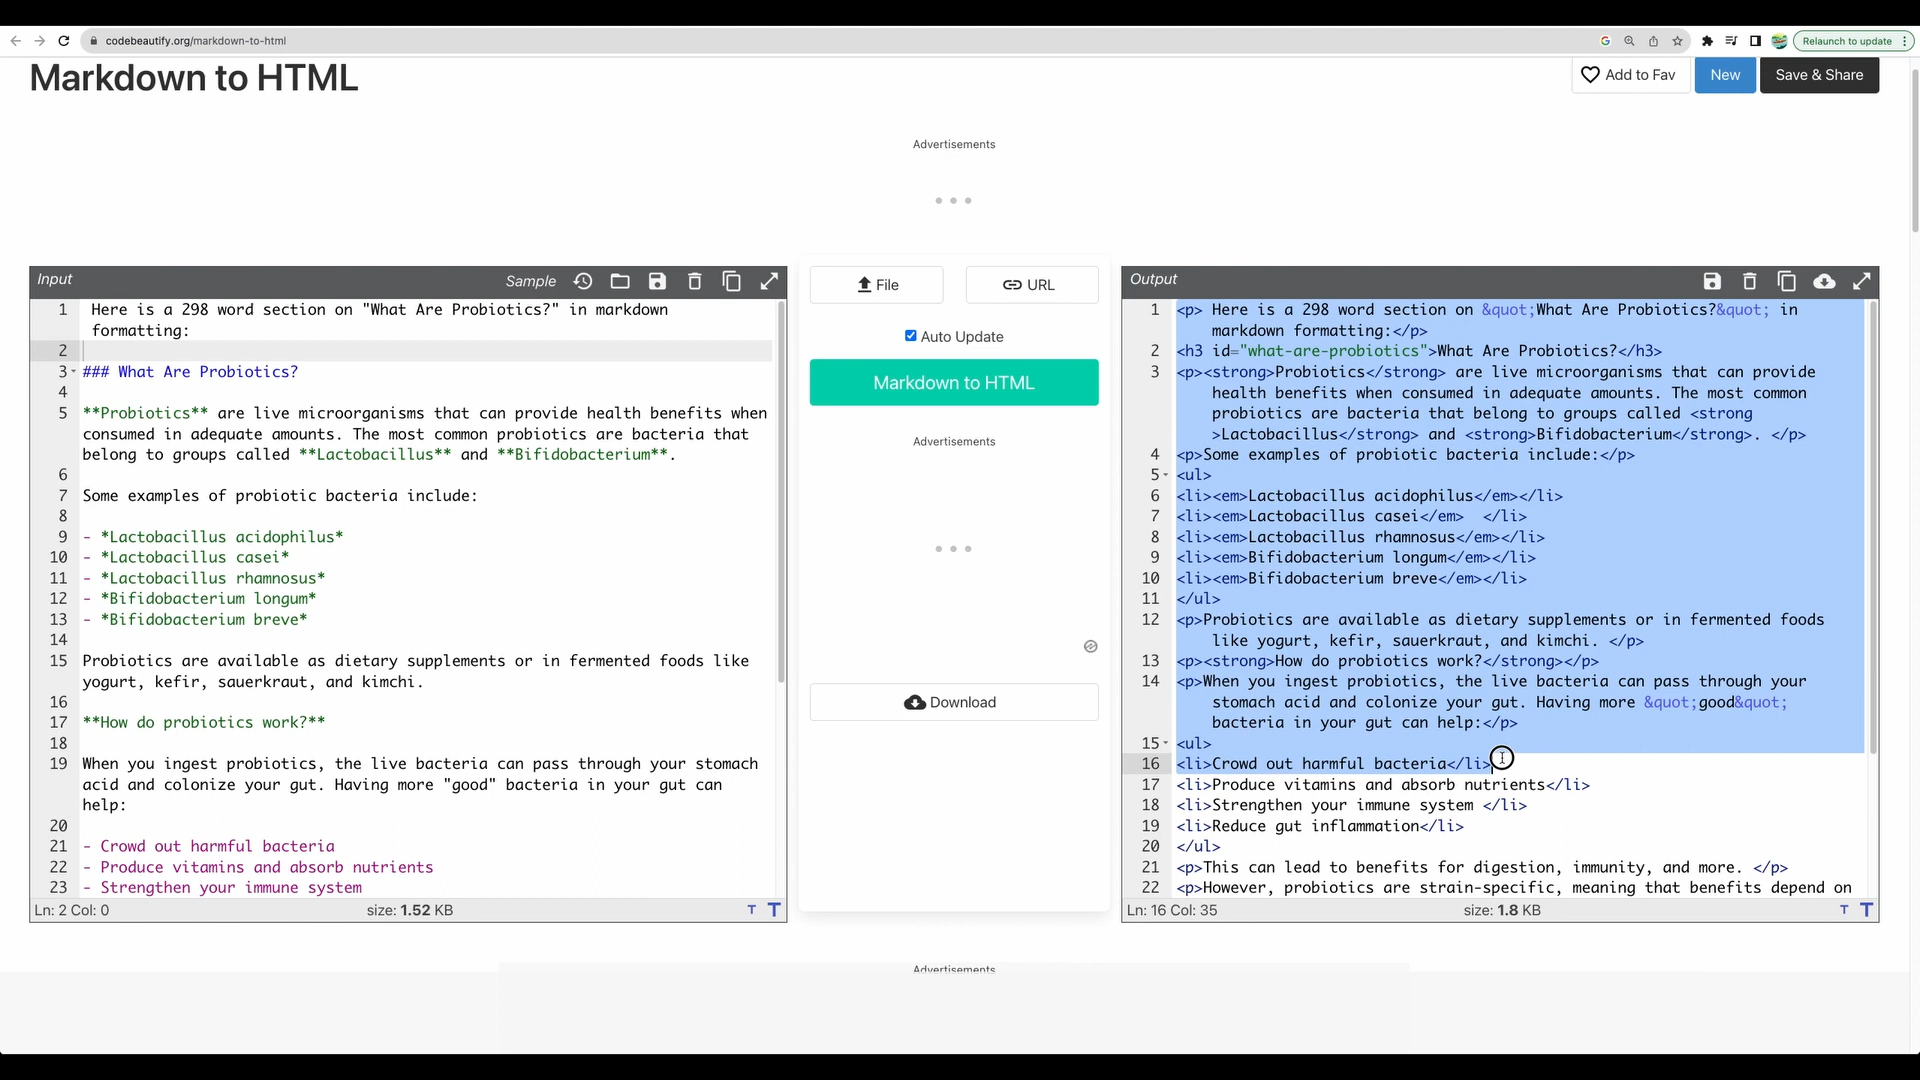 codebeautify.org/markdown-to-html
Relaunch to update
Markdown to HTML
Add to Fav
New
Save & Share
Advertisements
Input
Sample
1 Here is a 298 word section on "What Are Probiotics?" in markdown
formatting:
2
3 ### What Are Probiotics?
4
5 **Probiotics** are live microorganisms that can provide health benefits when
consumed in adequate amounts. The most common probiotics are bacteria that
belong to groups called **Lactobacillus** and **Bifidobacterium**.
6
7 Some examples of probiotic bacteria include:
8
9 - *Lactobacillus acidophilus*
10 - *Lactobacillus casei*
11 - *Lactobacillus rhamnosus*
12 - *Bifidobacterium longum*
13 - *Bifidobacterium breve*
14
15 Probiotics are available as dietary supplements or in fermented foods like
yogurt, kefir, sauerkraut, and kimchi.
16
17 **How do probiotics work?**
18
19 When you ingest probiotics, the live bacteria can pass through your stomach
acid and colonize your gut. Having more "good" bacteria in your gut can
help:
20
21 - Crowd out harmful bacteria
22 - Produce vitamins and absorb nutrients
23 - Strengthen your immune system
Ln: 2 Col: 0
size: 1.52 KB
T T
File
URL
Auto Update
Markdown to HTML
Advertisements
Download
Output
1 <p> Here is a 298 word section on &quot;What Are Probiotics?&quot; in
markdown formatting:</p>
2 <h3 id="what-are-probiotics">What Are Probiotics?</h3>
3 <p><strong>Probiotics</strong> are live microorganisms that can provide
health benefits when consumed in adequate amounts. The most common
probiotics are bacteria that belong to groups called <strong
>Lactobacillus</strong> and <strong>Bifidobacterium</strong>. </p>
4 <p>Some examples of probiotic bacteria include:</p>
5 <ul>
6 <li><em>Lactobacillus acidophilus</em></li>
7 <li><em>Lactobacillus casei</em>  </li>
8 <li><em>Lactobacillus rhamnosus</em></li>
9 <li><em>Bifidobacterium longum</em></li>
10 <li><em>Bifidobacterium breve</em></li>
11 </ul>
12 <p>Probiotics are available as dietary supplements or in fermented foods
like yogurt, kefir, sauerkraut, and kimchi. </p>
13 <p><strong>How do probiotics work?</strong></p>
14 <p>When you ingest probiotics, the live bacteria can pass through your
stomach acid and colonize your gut. Having more &quot;good&quot;
bacteria in your gut can help:</p>
15 <ul>
16 <li>Crowd out harmful bacteria</li>
17 <li>Produce vitamins and absorb nutrients</li>
18 <li>Strengthen your immune system </li>
19 <li>Reduce gut inflammation</li>
20 </ul>
21 <p>This can lead to benefits for digestion, immunity, and more. </p>
22 <p>However, probiotics are strain-specific, meaning that benefits depend on
Ln: 16 Col: 35
size: 1.8 KB
T T
Advertisements